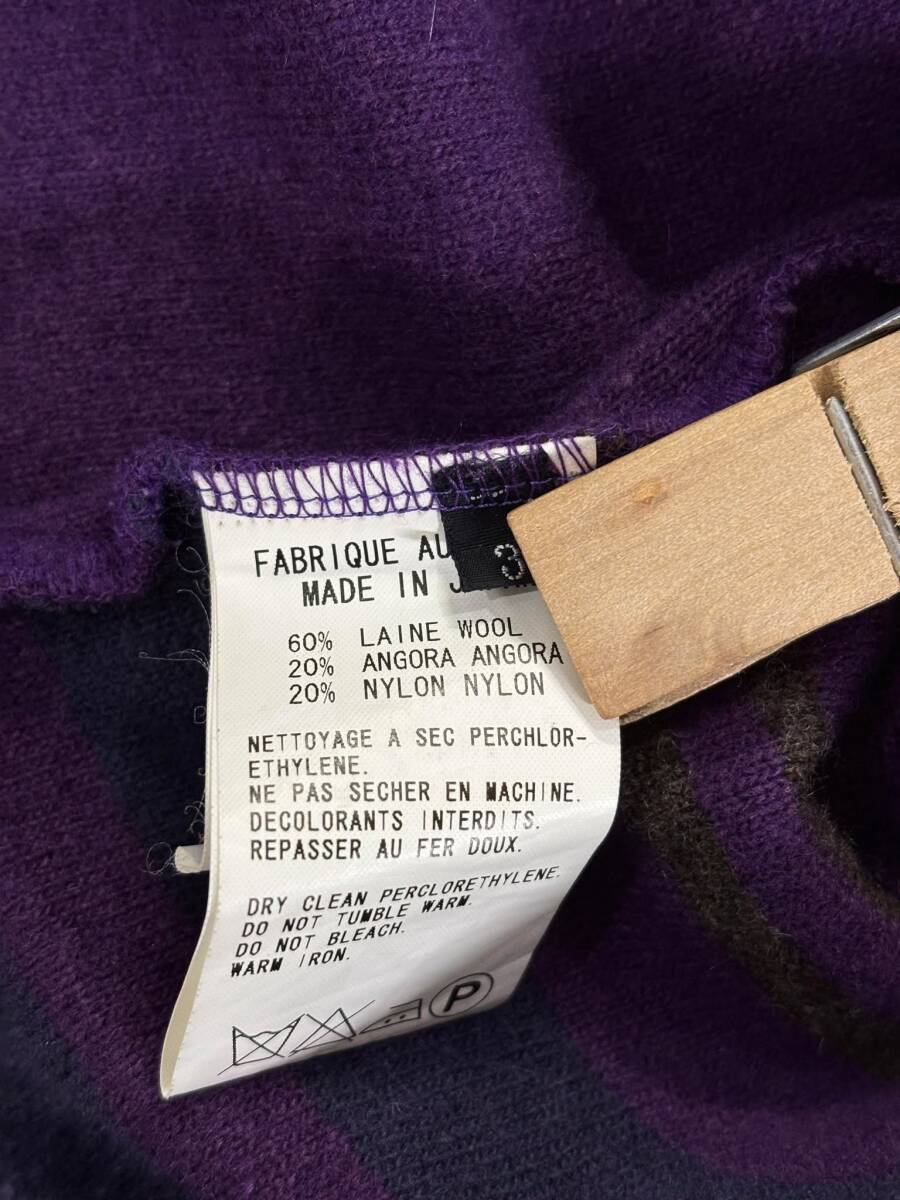 FABRIQUE AU
MADE IN
3
60% LAINE WOOL
20% ANGORA ANGORA
20% NYLON NYLON
NETTOYAGE A SEC PERCHLOR-
ETHYLENE.
NE PAS SECHER EN MACHINE.
DECOLORANTS INTERDITS.
REPASSER AU FER DOUX.
DRY CLEAN PERCLORETHYLENE.
DO NOT TUMBLE WARM.
DO NOT BLEACH.
WARM IRON.
P